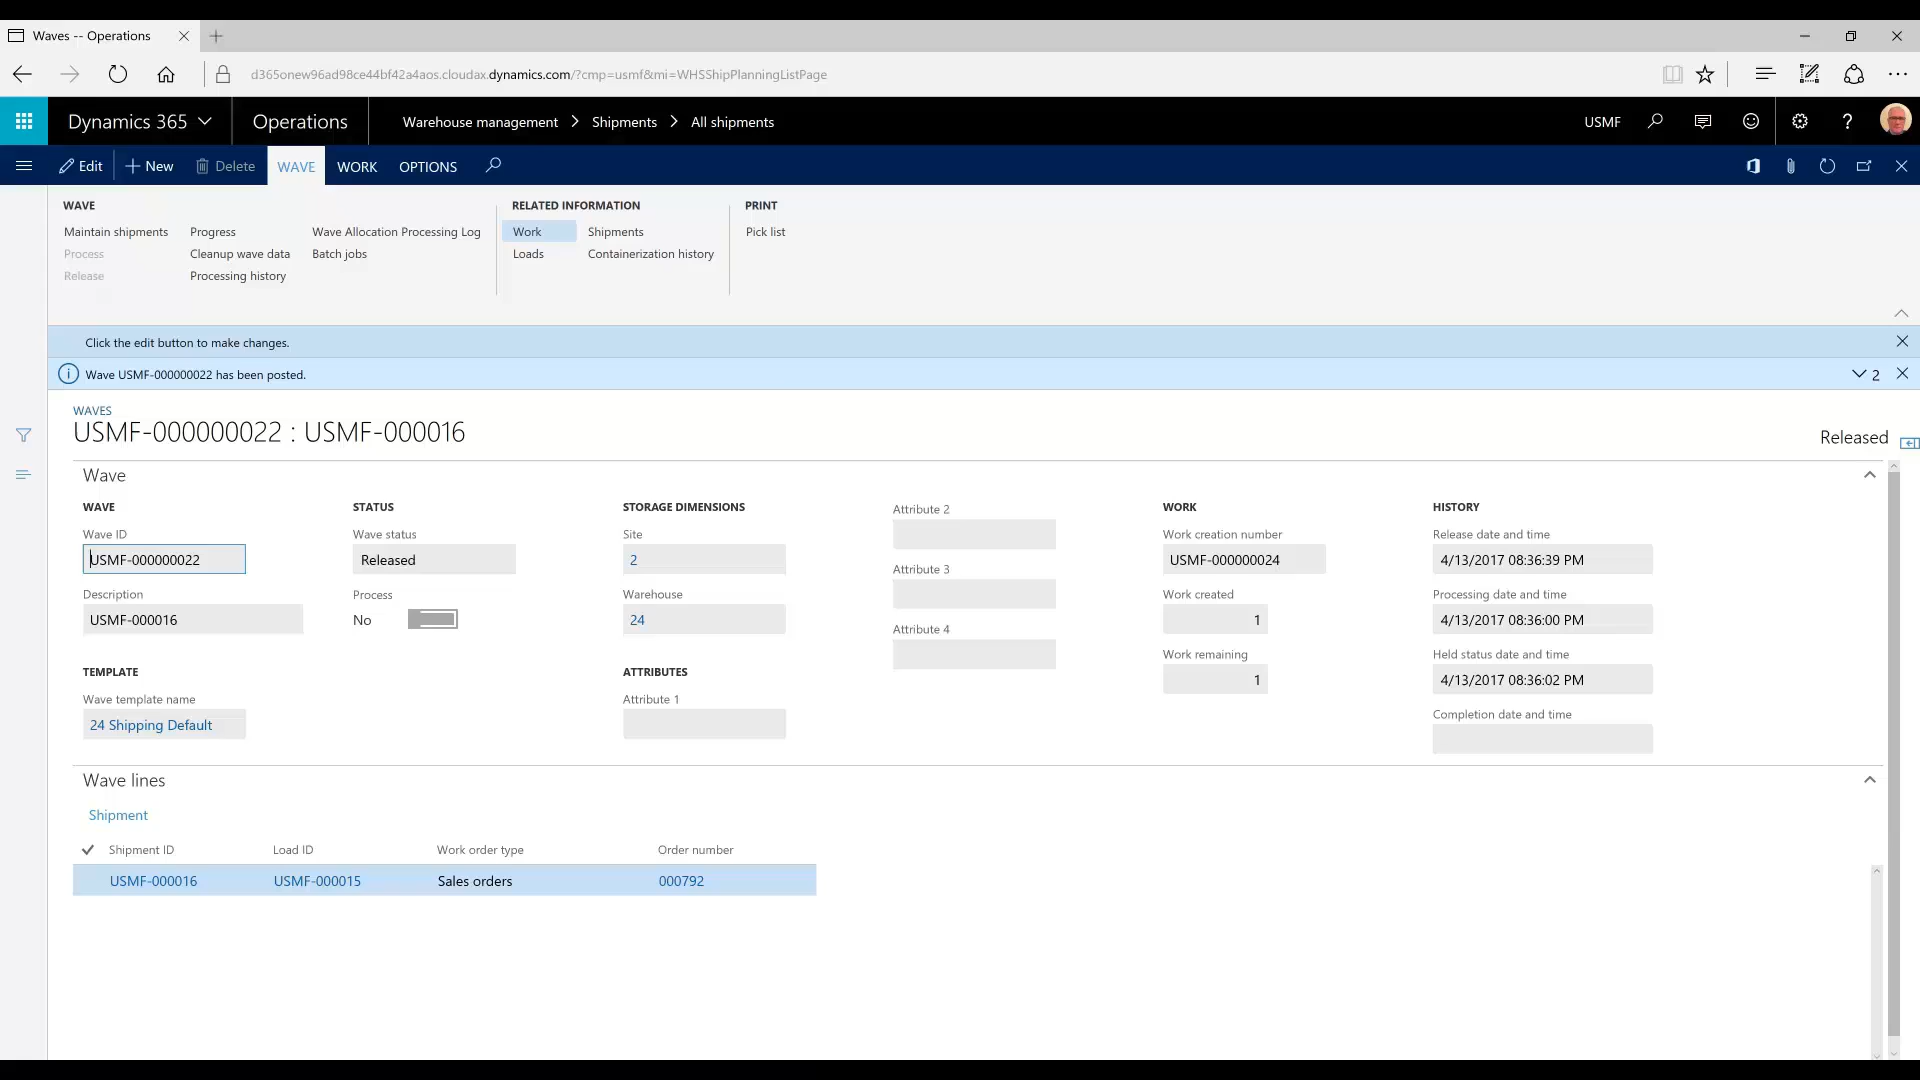 Waves -- Operations
d365onew96ad98ce44bf42a4aos.cloudax.dynamics.com/?cmp=usmf&mi=WHSShipPlanningListPage
Dynamics 365 Operations Warehouse management > Shipments > All shipments USMF ?
Edit New Delete WAVE WORK OPTIONS
WAVE RELATED INFORMATION PRINT
Maintain shipments Progress Wave Allocation Processing Log Work Shipments Pick list
Process Cleanup wave data Batch jobs Loads Containerization history
Release Processing history
Click the edit button to make changes.
Wave USMF-000000022 has been posted. 2
WAVES
USMF-000000022 : USMF-000016
Released
Wave
WAVE STATUS STORAGE DIMENSIONS Attribute 2 WORK HISTORY
Wave ID Wave status Site Work creation number Release date and time
USMF-000000022 Released 2 USMF-000000024 4/13/2017 08:36:39 PM
Attribute 3
Description Process Warehouse Work created Processing date and time
USMF-000016 No 24 1 4/13/2017 08:36:00 PM
Attribute 4
Work remaining Held status date and time
TEMPLATE ATTRIBUTES 1 4/13/2017 08:36:02 PM
Wave template name Attribute 1 Completion date and time
24 Shipping Default
Wave lines
Shipment
Shipment ID Load ID Work order type Order number
USMF-000016 USMF-000015 Sales orders 000792